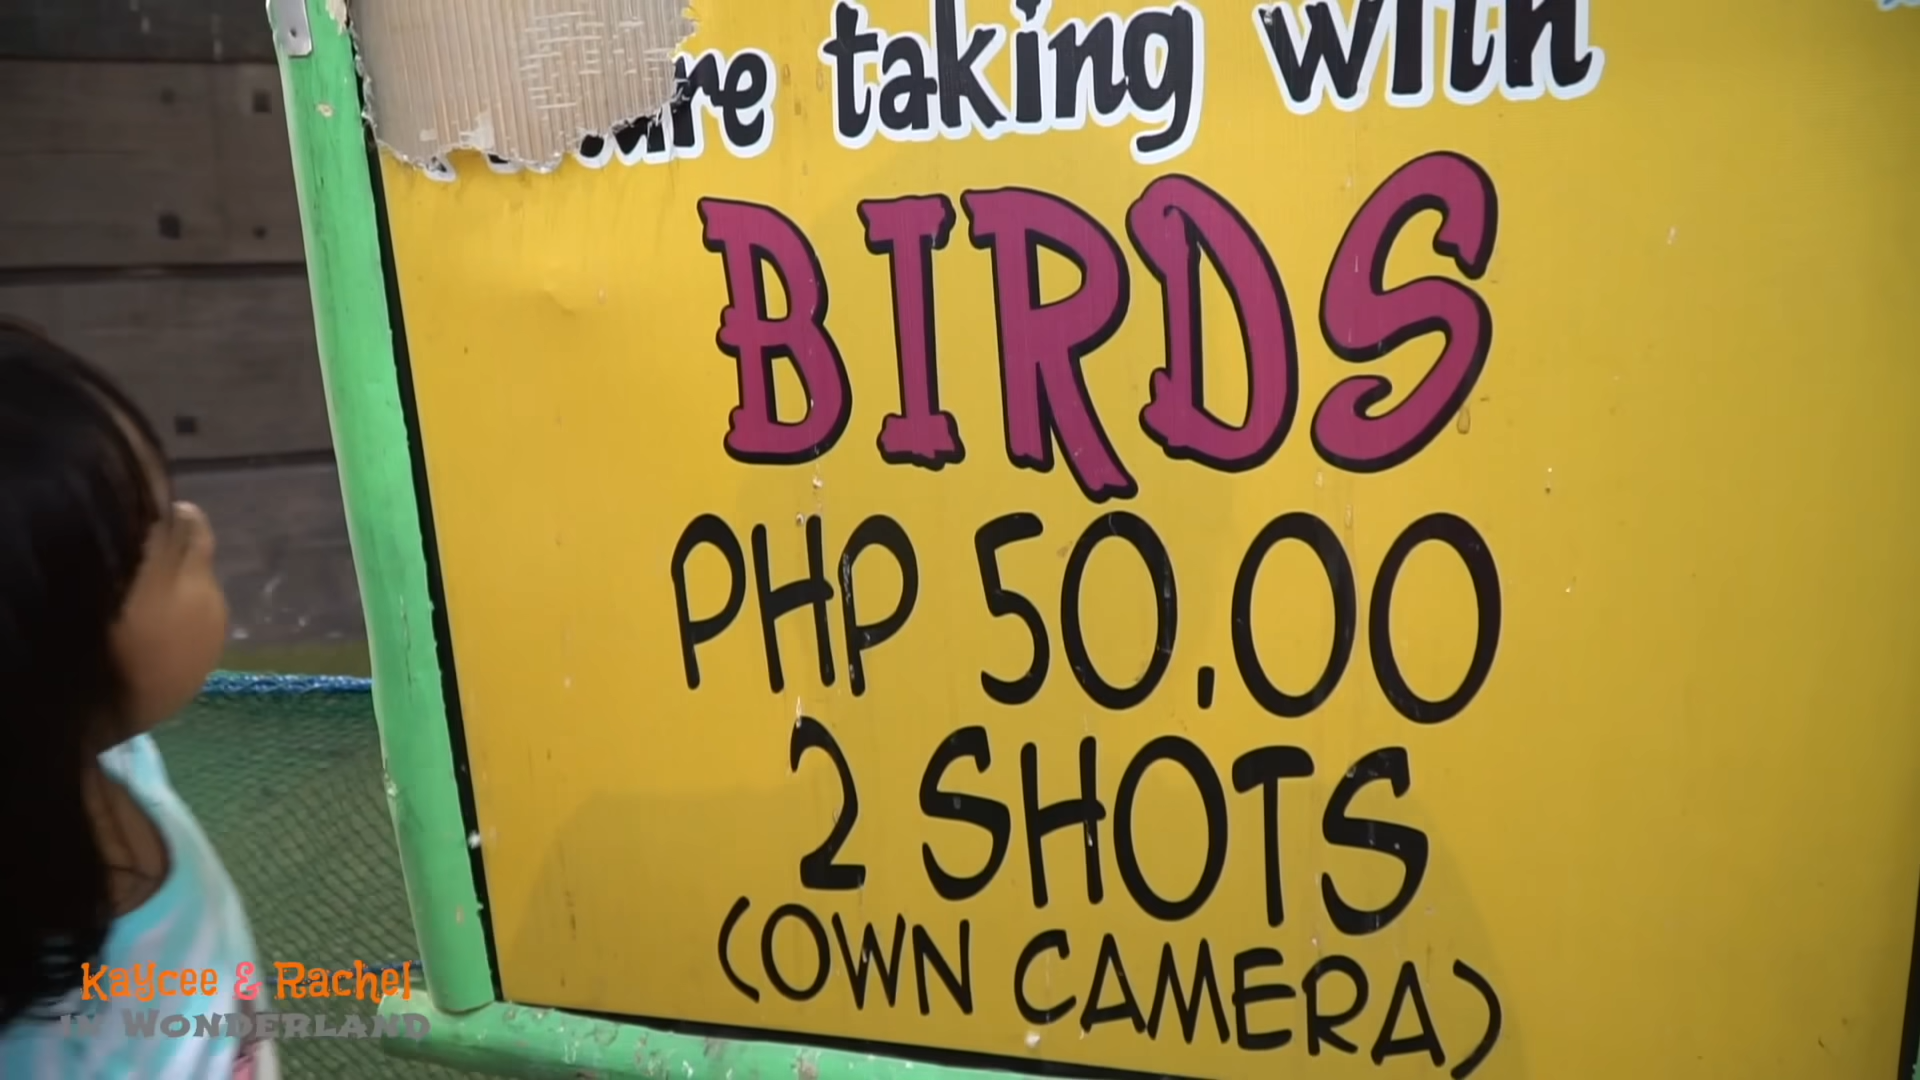 taking with
BIRDS
PHP 50.00
2 SHOTS
(OWN CAMERA)
Kaycee & Rachel
IN WONDERLAND